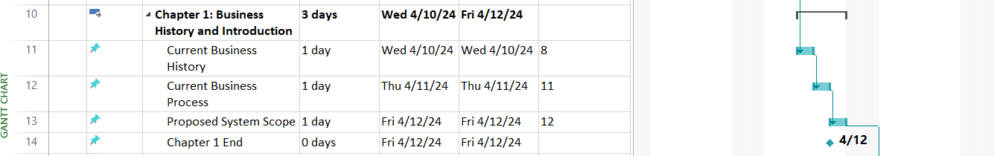 10 Chapter 1: Business 3 days Wed 4/10/24 Fri 4/12/24
History and Introduction
11 Current Business 1 day Wed 4/10/24 Wed 4/10/24 8
History
12 Current Business 1 day Thu 4/11/24 Thu 4/11/24 11
Process
13 Proposed System Scope 1 day Fri 4/12/24 Fri 4/12/24 12
14 Chapter 1 End 0 days Fri 4/12/24 Fri 4/12/24 4/12
GANTT CHART